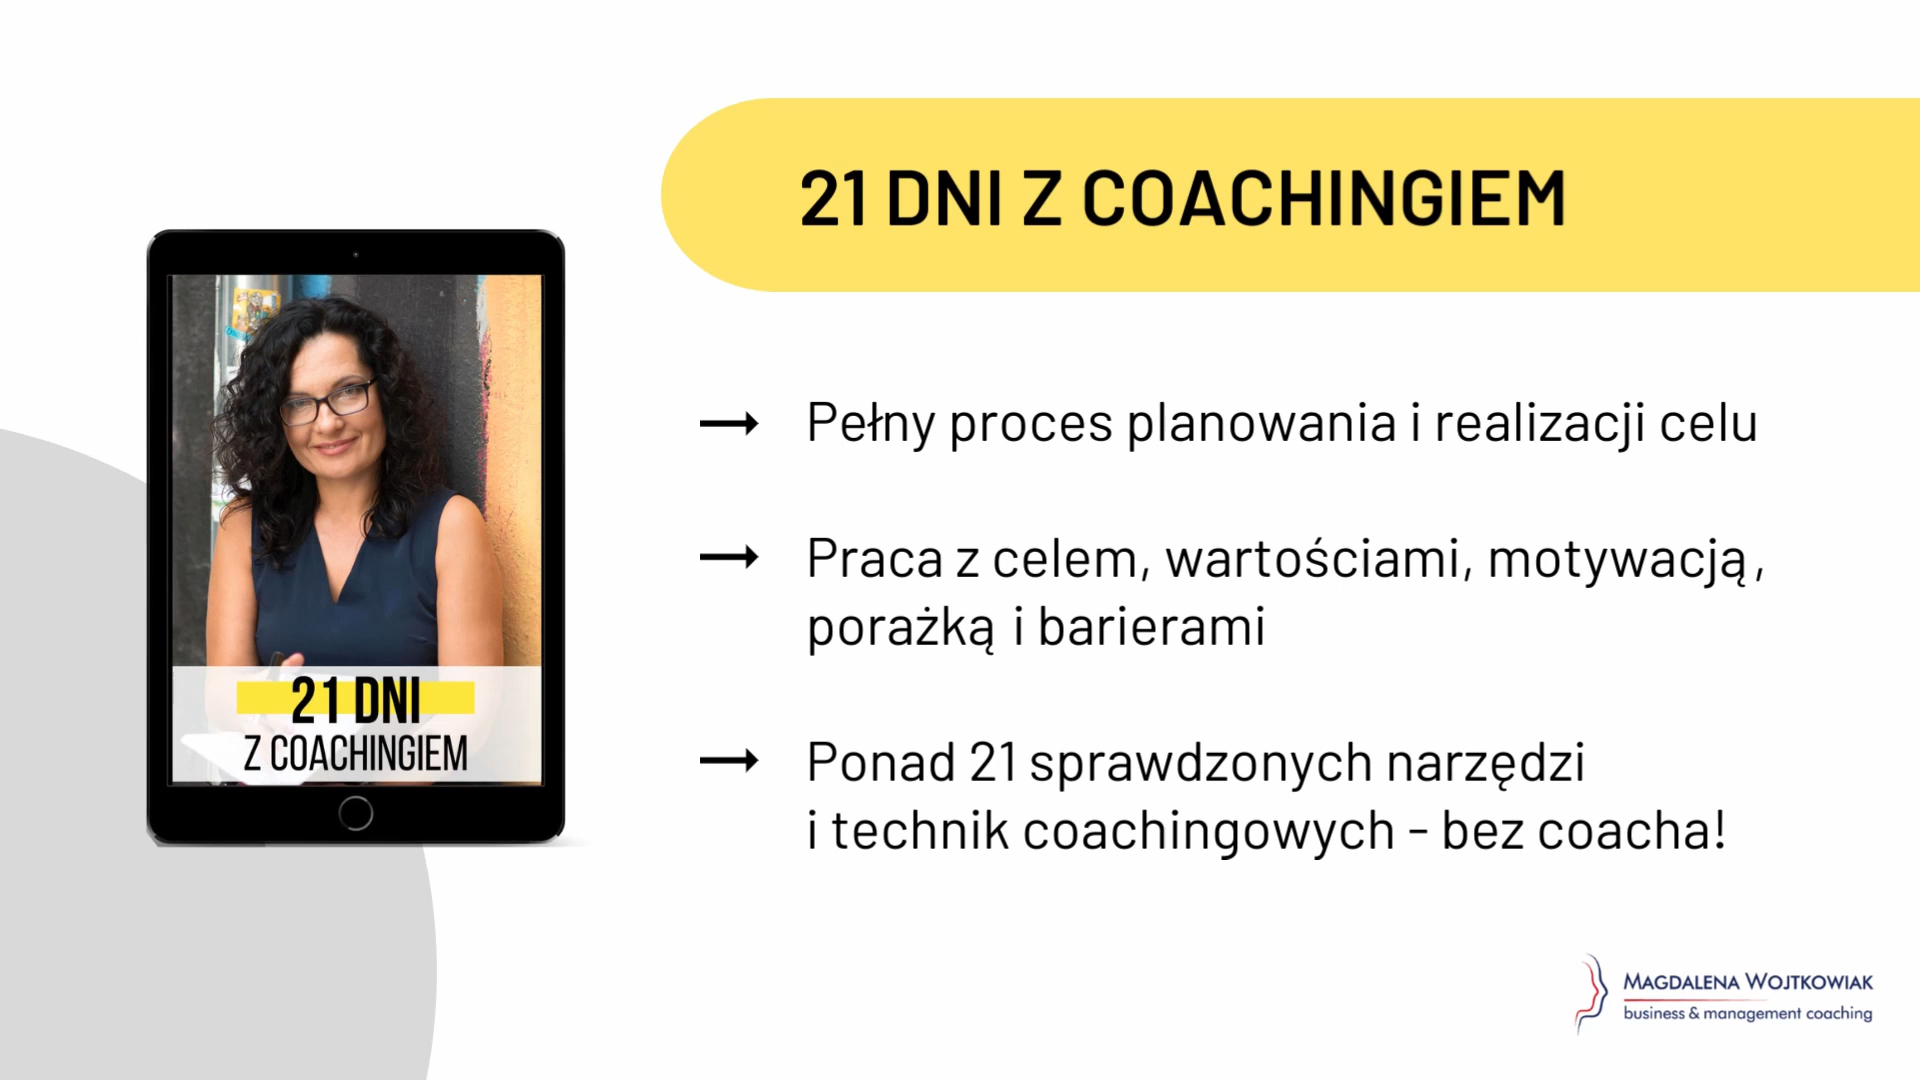 21 DNI Z COACHINGIEM
21 DNI
Z COACHINGIEM
Pełny proces planowania i realizacji celu
Praca z celem, wartościami, motywacją,
porażką i barierami
Ponad 21 sprawdzonych narzędzi
i technik coachingowych - bez coacha!
MAGDALENA WOJTKOWIAK
business & management coaching